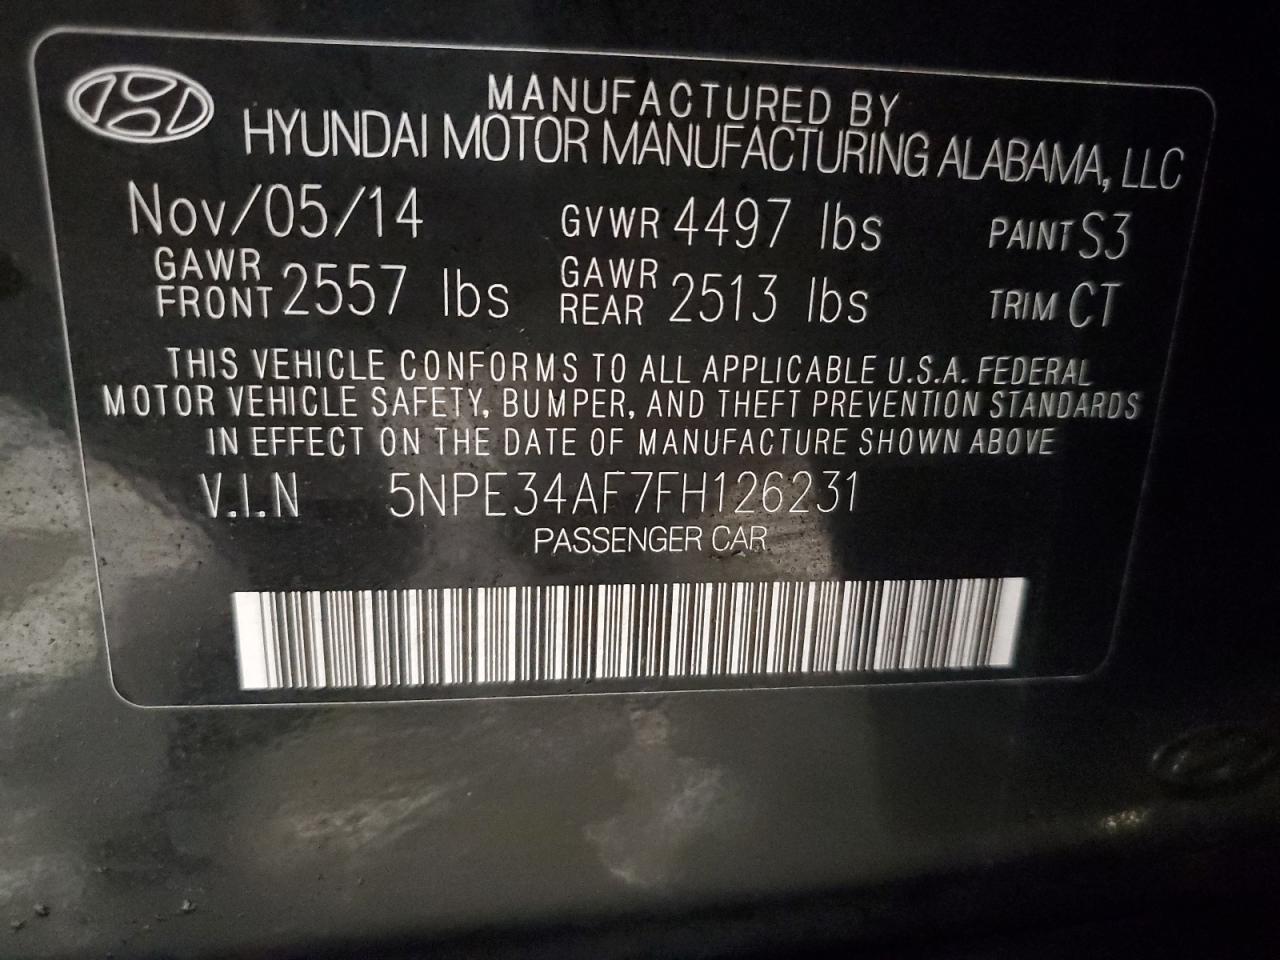 MANUFACTURED BY
HYUNDAI MOTOR MANUFACTURING ALABAMA, LLC
Nov/05/14 GVWR 4497 lbs PAINT S3
GAWR FRONT 2557 lbs GAWR REAR 2513 lbs TRIM CT
THIS VEHICLE CONFORMS TO ALL APPLICABLE U.S.A. FEDERAL
MOTOR VEHICLE SAFETY, BUMPER, AND THEFT PREVENTION STANDARDS
IN EFFECT ON THE DATE OF MANUFACTURE SHOWN ABOVE
V.I.N 5NPE34AF7FH126231
PASSENGER CAR